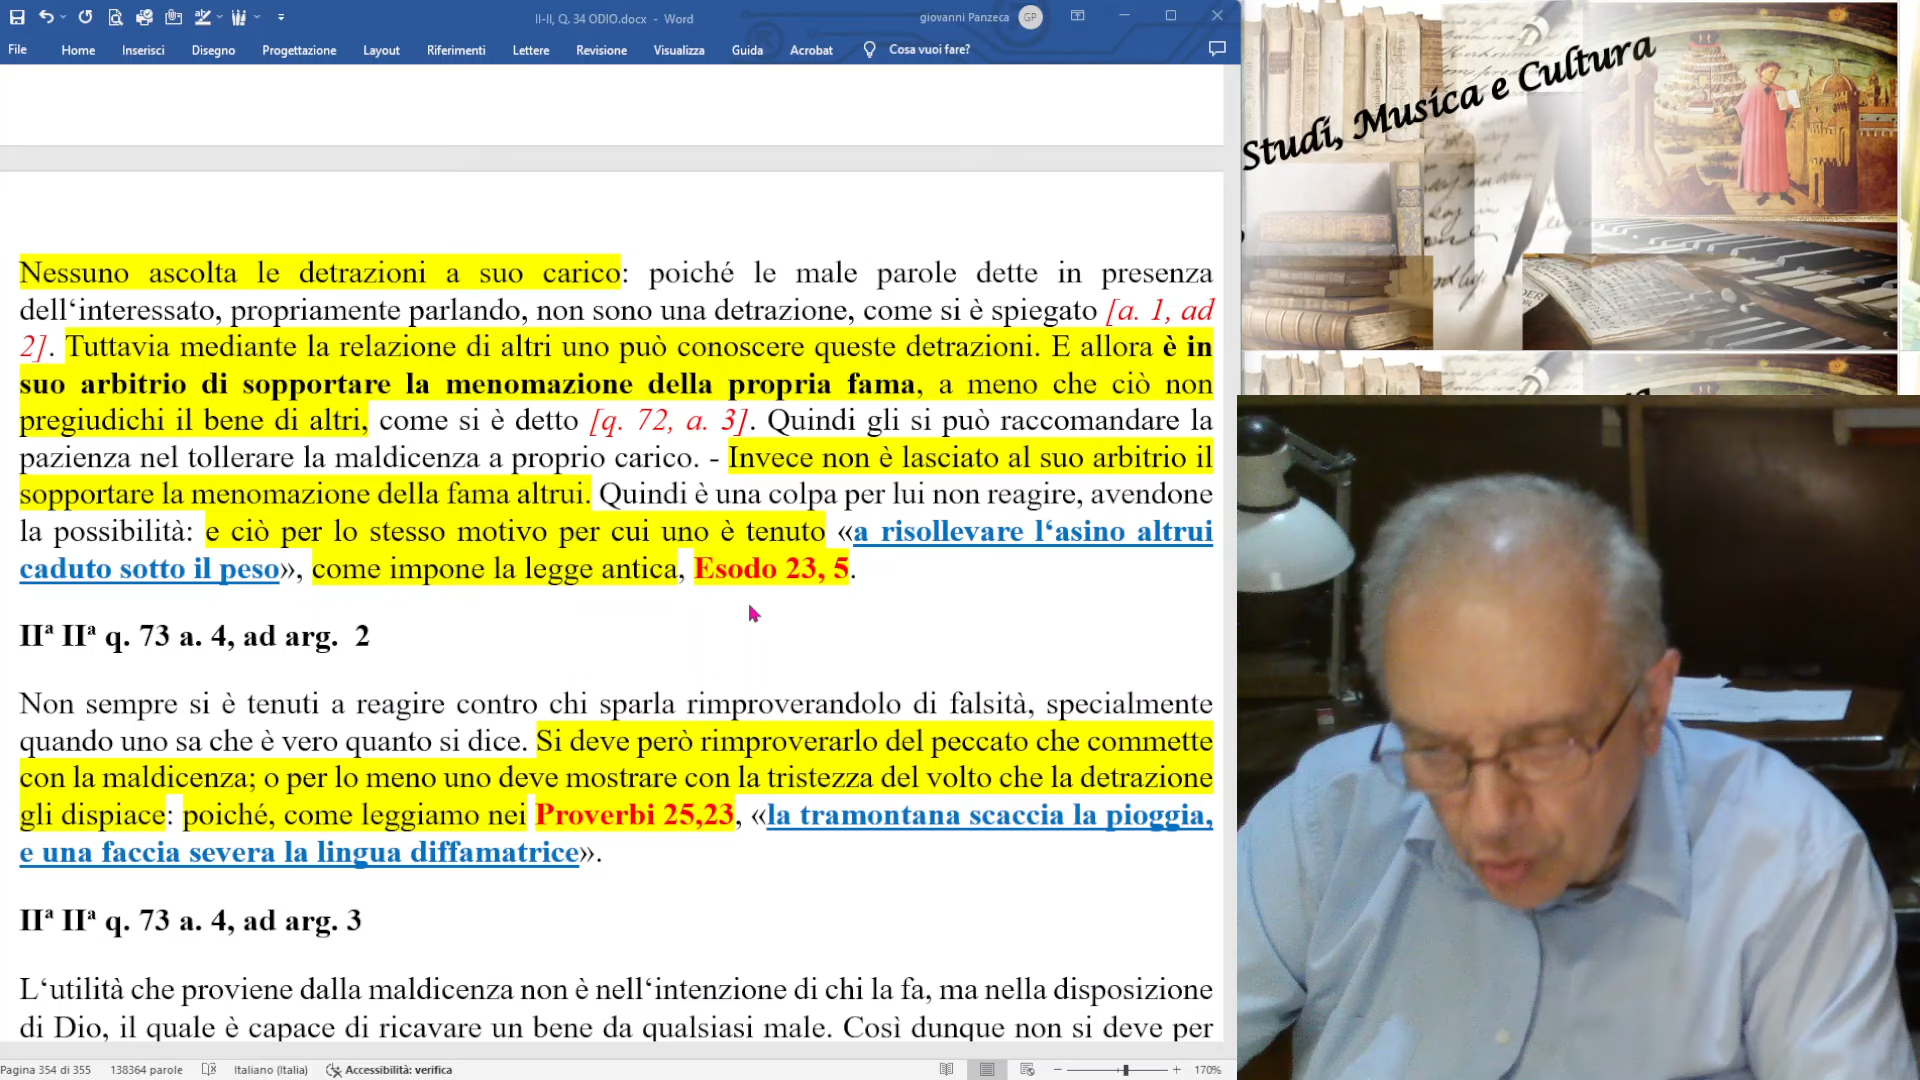 II-II, Q. 34 ODIO.docx - Word
giovanni Panzeca GP
File Home Inserisci Disegno Progettazione Layout Riferimenti Lettere Revisione Visualizza Guida Acrobat Cosa vuoi fare?
Studi, Musica e Cultura
Nessuno ascolta le detrazioni a suo carico: poiché le male parole dette in presenza
dell‘interessato, propriamente parlando, non sono una detrazione, come si è spiegato [a. 1, ad
2]. Tuttavia mediante la relazione di altri uno può conoscere queste detrazioni. E allora è in
suo arbitrio di sopportare la menomazione della propria fama, a meno che ciò non
pregiudichi il bene di altri, come si è detto [q. 72, a. 3]. Quindi gli si può raccomandare la
pazienza nel tollerare la maldicenza a proprio carico. - Invece non è lasciato al suo arbitrio il
sopportare la menomazione della fama altrui. Quindi è una colpa per lui non reagire, avendone
la possibilità: e ciò per lo stesso motivo per cui uno è tenuto «a risollevare l‘asino altrui
caduto sotto il peso», come impone la legge antica, Esodo 23, 5.
IIª IIª q. 73 a. 4, ad arg. 2
Non sempre si è tenuti a reagire contro chi sparla rimproverandolo di falsità, specialmente
quando uno sa che è vero quanto si dice. Si deve però rimproverarlo del peccato che commette
con la maldicenza; o per lo meno uno deve mostrare con la tristezza del volto che la detrazione
gli dispiace: poiché, come leggiamo nei Proverbi 25,23, «la tramontana scaccia la pioggia,
e una faccia severa la lingua diffamatrice».
IIª IIª q. 73 a. 4, ad arg. 3
L‘utilità che proviene dalla maldicenza non è nell‘intenzione di chi la fa, ma nella disposizione
di Dio, il quale è capace di ricavare un bene da qualsiasi male. Così dunque non si deve per
Pagina 354 di 355 138364 parole Italiano (Italia) Accessibilità: verifica 170%